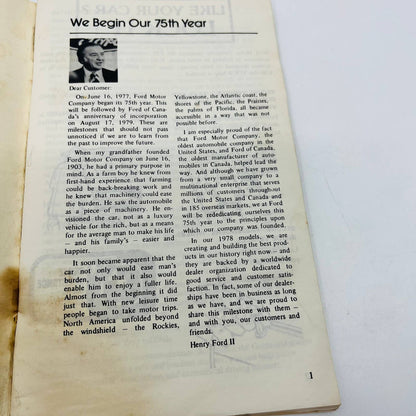 We Begin Our 75th Year
Dear Customer:
On June 16, 1977, Ford Motor
Company began its 75th year. This
will be followed by Ford of Cana-
da's anniversary of incorporation
on August 17, 1979. These are
milestones that should not pass
unnoticed if we are to learn from
the past to improve the future.
When my grandfather founded
Ford Motor Company on June 16,
1903, he had a primary purpose in
mind. As a farm boy he knew from
first-hand experience that farming
could be back-breaking work and
he knew that machinery could ease
the burden. He saw the automobile
as a piece of machinery. He en-
visioned the car, not as a luxury
vehicle for the rich, but as a means
for the average man to make his life
— and his family's — easier and
happier.
It soon became apparent that the
car not only would ease man's
burden, but that it also would
enable him to enjoy a fuller life.
Almost from the beginning it did
just that. With new leisure time
people began to take motor trips.
North America unfolded beyond
the windshield — the Rockies,
Yellowstone, the Atlantic coast, the
shores of the Pacific, the Prairies,
the palms of Florida, all became
accessible in a way that was not
possible before.
I am especially proud of the fact
that Ford Motor Company, the
oldest automobile company in the
United States, and Ford of Canada,
the oldest manufacturer of auto-
mobiles in Canada, still lead the
way. And although we have grown
from a very small company to a
multinational enterprise that serves
millions of customers throughout
the United States and Canada and
in 185 overseas markets, we at Ford
will be rededicating ourselves this
75th year to the principles upon
which our company was founded.
In our 1978 models, we are
creating and building the best prod-
ucts in our history right now — and
they are backed by a worldwide
dealer organization dedicated to
good service and customer satis-
faction. In fact, some of our dealer-
ships have been in business as long
as we have, and we are proud to
share this milestone with them —
and with you, our customers and
friends.
Henry Ford II
1